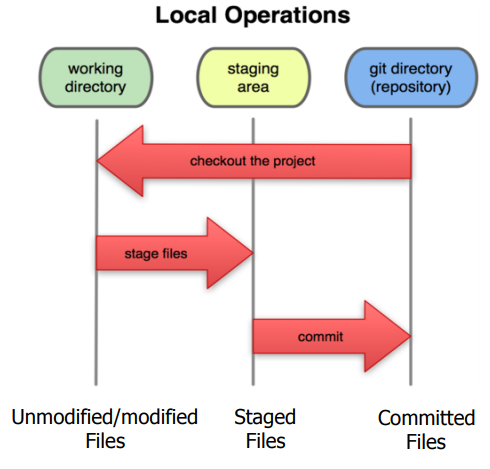 Local Operations
working
directory
staging
area
git directory
(repository)
checkout the project
stage files
commit
Unmodified/modified
Files
Staged
Files
Committed
Files